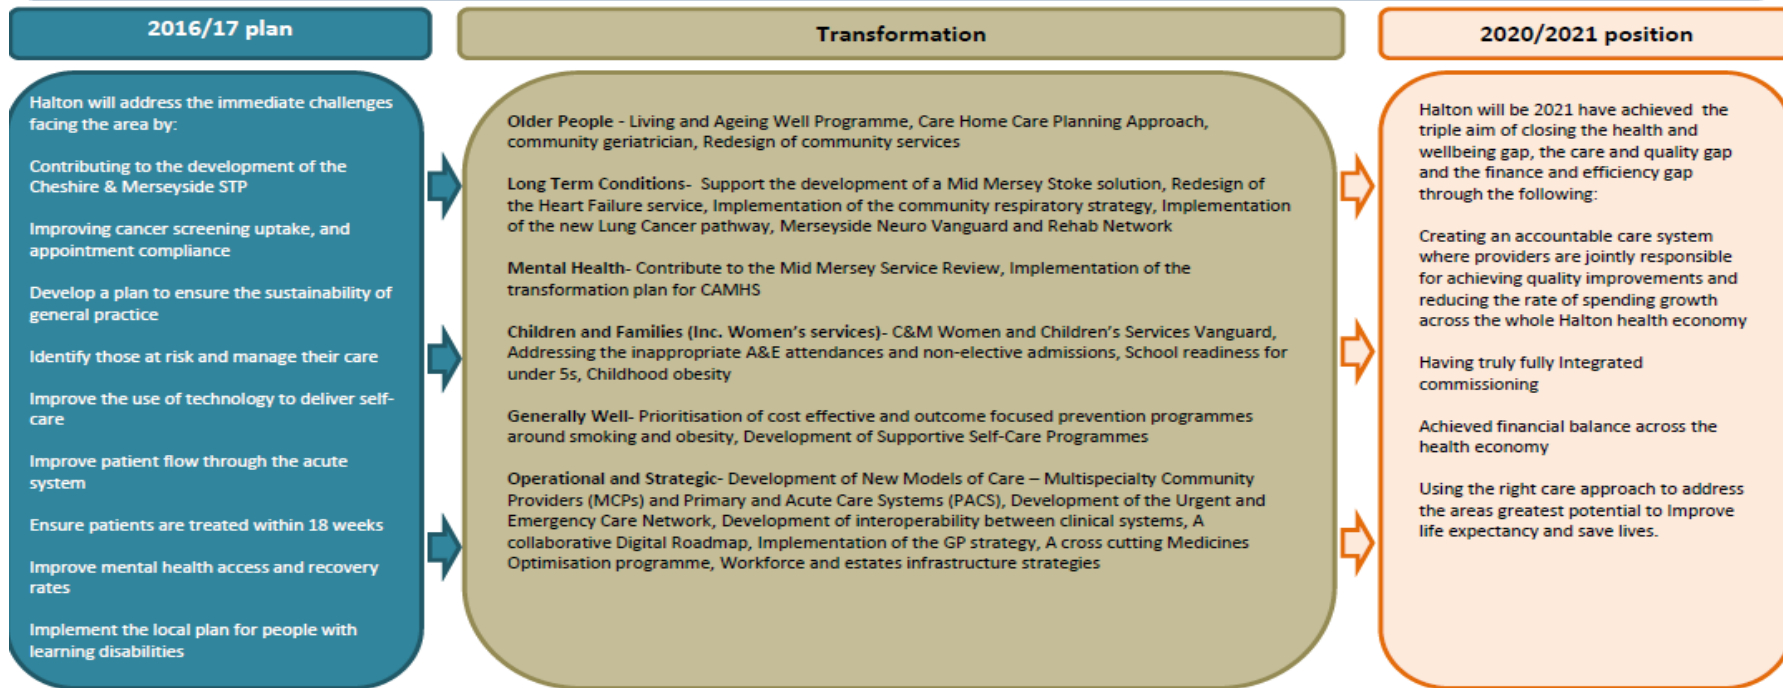 2016/17 plan
Transformation
2020/2021 position
Halton will address the immediate challenges
facing the area by:
Contributing to the development of the
Cheshire & Merseyside STP
Improving cancer screening uptake, and
appointment compliance
Develop a plan to ensure the sustainability of
general practice
Identify those at risk and manage their care
Improve the use of technology to deliver self-
care
Improve patient flow through the acute
system
Ensure patients are treated within 18 weeks
Improve mental health access and recovery
rates
Implement the local plan for people with
learning disabilities
Older People - Living and Ageing Well Programme, Care Home Care Planning Approach,
community geriatrician, Redesign of community services
Long Term Conditions- Support the development of a Mid Mersey Stoke solution, Redesign of
the Heart Failure service, Implementation of the community respiratory strategy, Implementation
of the new Lung Cancer pathway, Merseyside Neuro Vanguard and Rehab Network
Mental Health- Contribute to the Mid Mersey Service Review, Implementation of the
transformation plan for CAMHS
Children and Families (Inc. Women's services)- C&M Women and Children's Services Vanguard,
Addressing the inappropriate A&E attendances and non-elective admissions, School readiness for
under 5s, Childhood obesity
Generally Well- Prioritisation of cost effective and outcome focused prevention programmes
around smoking and obesity, Development of Supportive Self-Care Programmes
Operational and Strategic- Development of New Models of Care – Multispecialty Community
Providers (MCPs) and Primary and Acute Care Systems (PACS), Development of the Urgent and
Emergency Care Network, Development of interoperability between clinical systems, A
collaborative Digital Roadmap, Implementation of the GP strategy, A cross cutting Medicines
Optimisation programme, Workforce and estates infrastructure strategies
Halton will be 2021 have achieved the
triple aim of closing the health and
wellbeing gap, the care and quality gap
and the finance and efficiency gap
through the following:
Creating an accountable care system
where providers are jointly responsible
for achieving quality improvements and
reducing the rate of spending growth
across the whole Halton health economy
Having truly fully Integrated
commissioning
Achieved financial balance across the
health economy
Using the right care approach to address
the areas greatest potential to Improve
life expectancy and save lives.